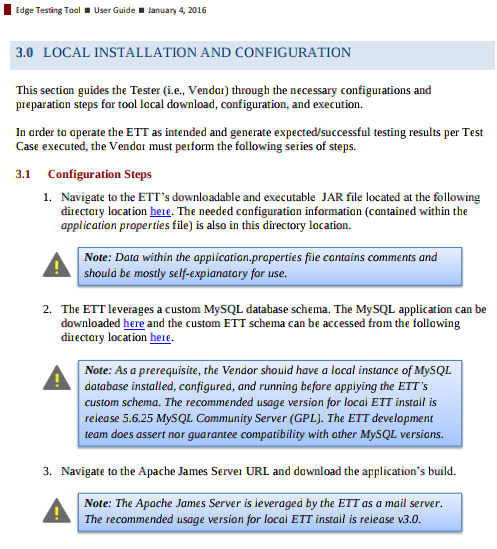 Edge Testing Tool ■ User Guide ■ January 4, 2016
3.0 LOCAL INSTALLATION AND CONFIGURATION
This section guides the Tester (i.e., Vendor) through the necessary configurations and
preparation steps for tool local download, configuration, and execution.
In order to operate the ETT as intended and generate expected/successful testing results per Test
Case executed, the Vendor must perform the following series of steps.
3.1 Configuration Steps
1. Navigate to the ETT's downloadable and executable JAR file located at the following
directory location here. The needed configuration information (contained within the
application properties file) is also in this directory location.
Note: Data within the application.properties file contains comments and
should be mostly self-explanatory for use.
2. The ETT leverages a custom MySQL database schema. The MySQL application can be
downloaded here and the custom ETT schema can be accessed from the following
directory location here.
Note: As a prerequisite, the Vendor should have a local instance of MySQL
database installed, configured, and running before applying the ETT's
custom schema. The recommended usage version for local ETT install is
release 5.6.25 MySQL Community Server (GPL). The ETT development
team does assert nor guarantee compatibility with other MySQL versions.
3. Navigate to the Apache James Server URL and download the application's build.
Note: The Apache James Server is leveraged by the ETT as a mail server.
The recommended usage version for local ETT install is release v3.0.